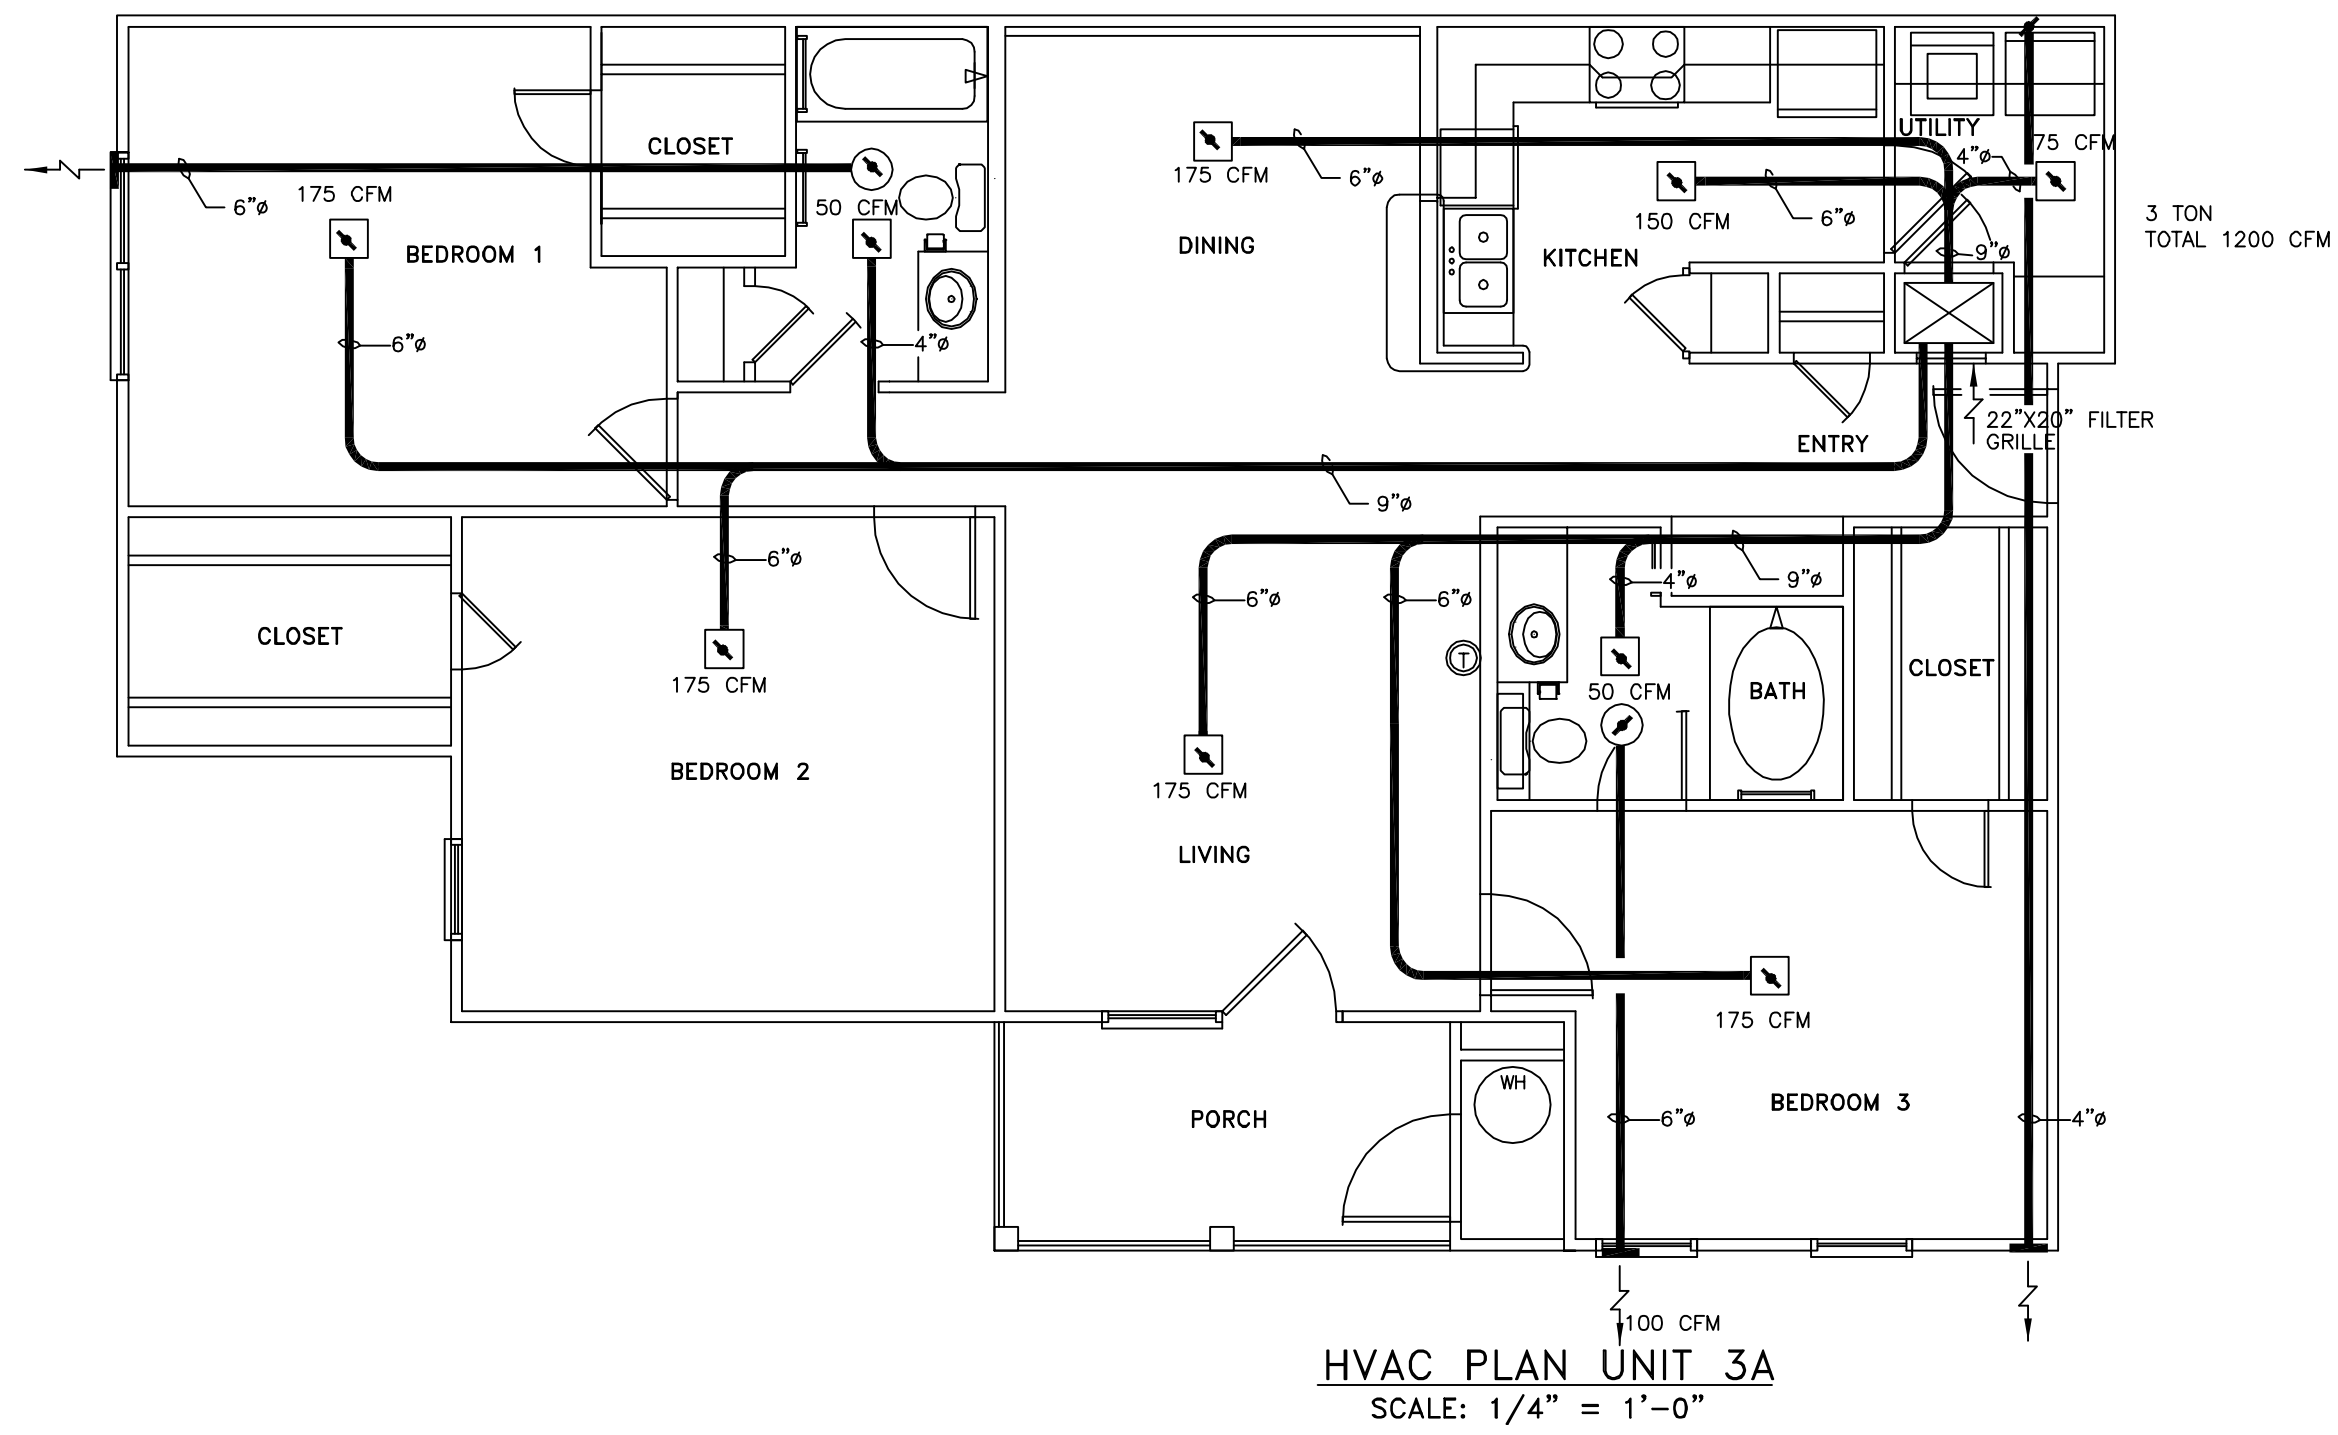 UTILITY
CLOSET
75 CFM
4"ø
175 CFM
6"ø
6"ø
175 CFM
50 CFM
150 CFM
6"ø
3 TON
TOTAL 1200 CFM
BEDROOM 1
DINING
KITCHEN
9"ø
6"ø
4"ø
22"X20" FILTER
GRILLE
ENTRY
9"ø
6"ø
4"ø
9"ø
6"ø
6"ø
CLOSET
T
CLOSET
175 CFM
50 CFM
BATH
BEDROOM 2
175 CFM
LIVING
175 CFM
WH
PORCH
BEDROOM 3
6"ø
4"ø
100 CFM
HVAC PLAN UNIT 3A
SCALE: 1/4" = 1'-0"